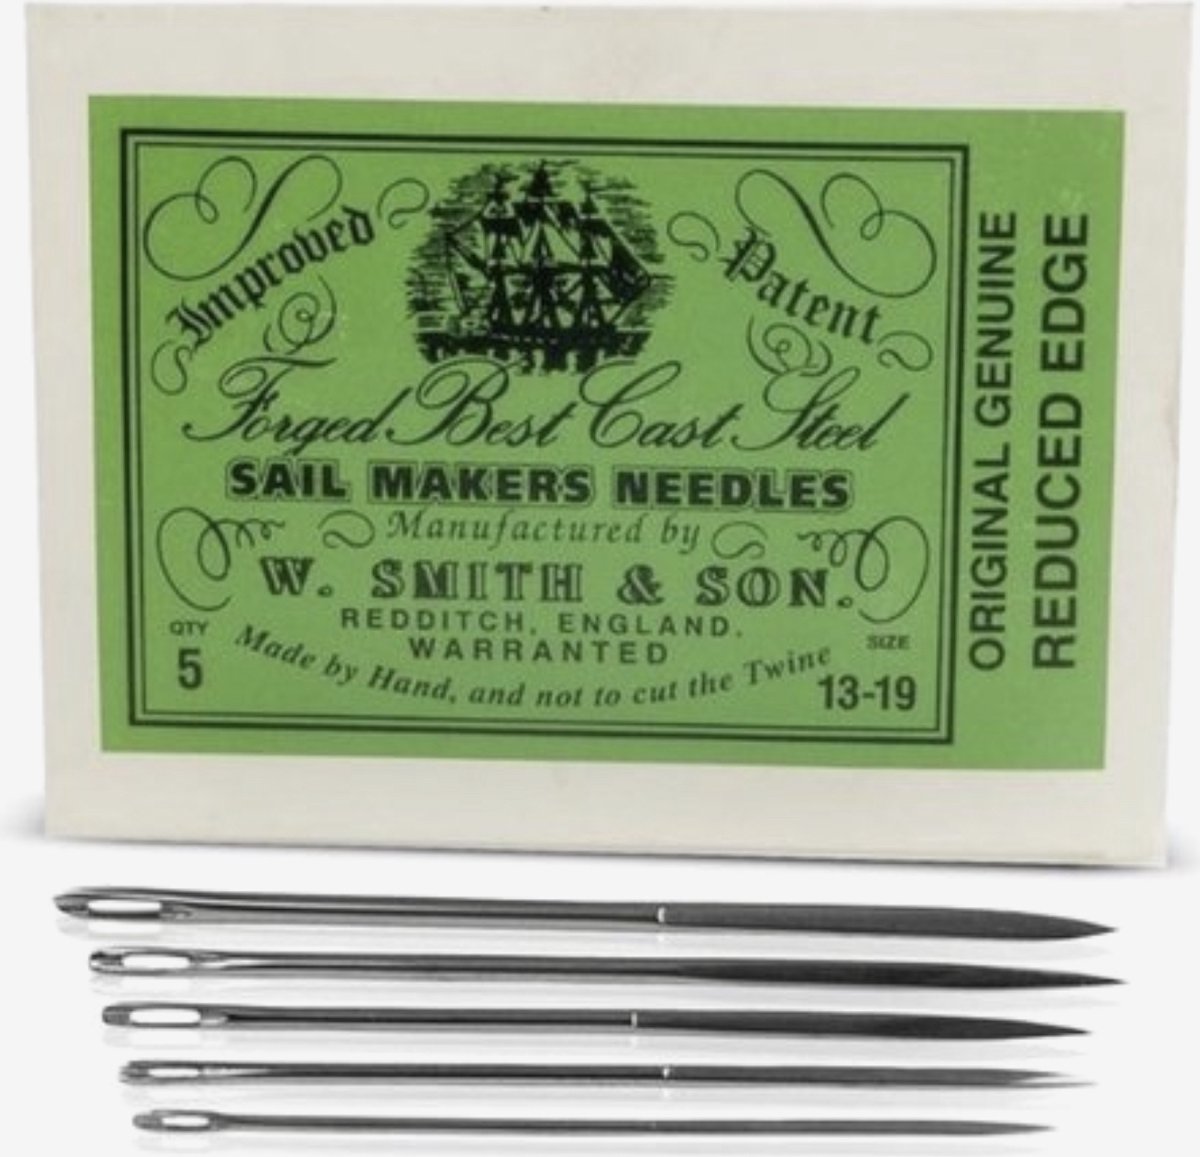 Improved
Patent
Forged Best Cast Steel
SAIL MAKERS NEEDLES
Manufactured by
W. SMITH & SON.
REDDITCH, ENGLAND.
WARRANTED
Made by Hand, and not to cut the Twine
QTY
5
SIZE
13-19
ORIGINAL GENUINE
REDUCED EDGE